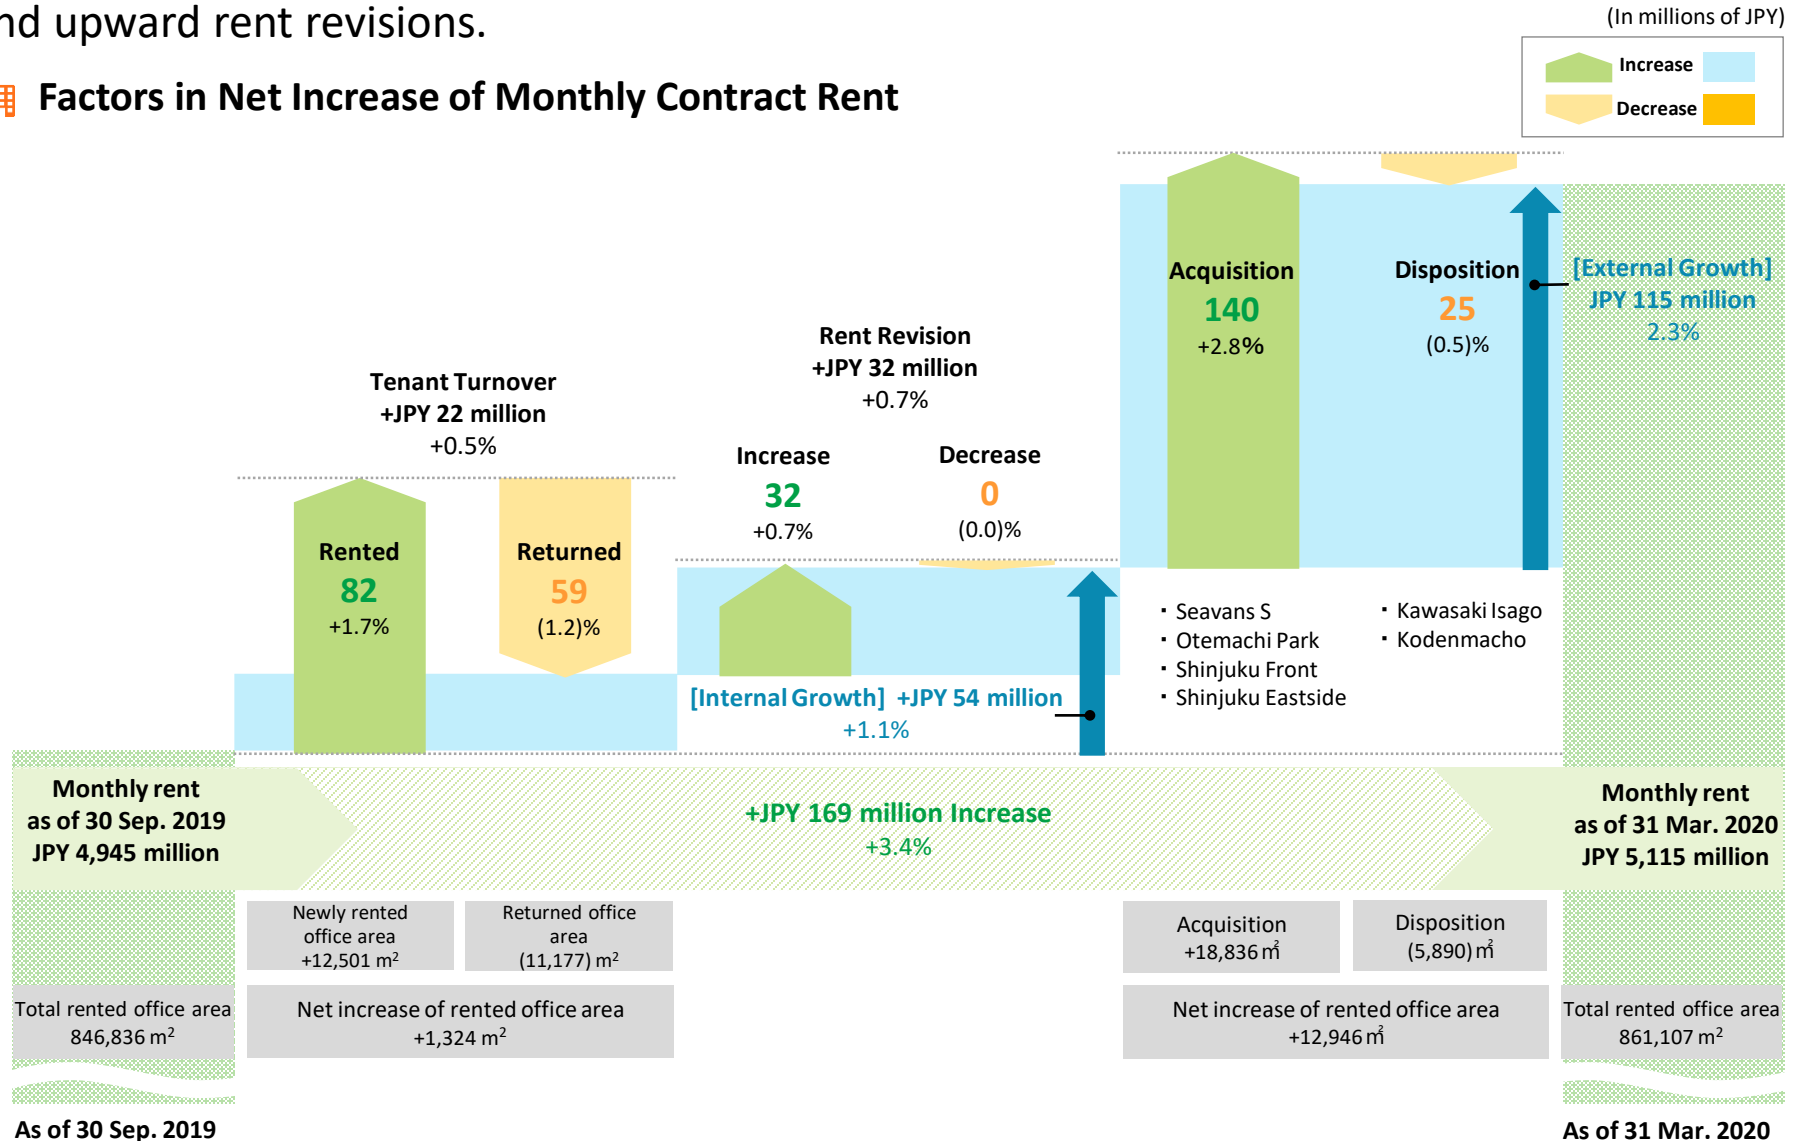 nd upward rent revisions.
(In millions of JPY)
Increase
Decrease
Factors in Net Increase of Monthly Contract Rent
Acquisition
140
+2.8%
Disposition
25
(0.5)%
[External Growth]
JPY 115 million
2.3%
Rent Revision
+JPY 32 million
+0.7%
Tenant Turnover
+JPY 22 million
+0.5%
Increase
32
+0.7%
Decrease
0
(0.0)%
Rented
82
+1.7%
Returned
59
(1.2)%
・ Seavans S
・ Otemachi Park
・ Shinjuku Front
・ Shinjuku Eastside
・ Kawasaki Isago
・ Kodenmacho
[Internal Growth] +JPY 54 million
+1.1%
Monthly rent
as of 30 Sep. 2019
JPY 4,945 million
+JPY 169 million Increase
+3.4%
Monthly rent
as of 31 Mar. 2020
JPY 5,115 million
Newly rented
office area
+12,501 m²
Returned office
area
(11,177) m²
Acquisition
+18,836 ㎡
Disposition
(5,890) ㎡
Total rented office area
846,836 m²
Net increase of rented office area
+1,324 m²
Net increase of rented office area
+12,946 ㎡
Total rented office area
861,107 m²
As of 30 Sep. 2019
As of 31 Mar. 2020